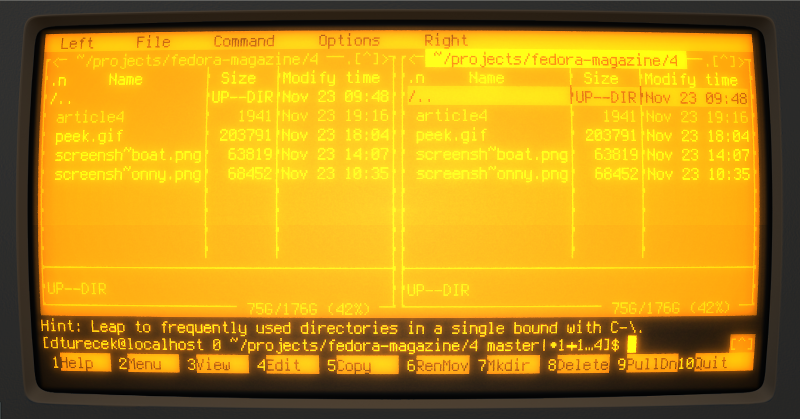 Left File Command Options Right
~/projects/fedora-magazine/4 .[^]> ~/projects/fedora-magazine/4 .[^]>
.n Name Size Modify time .n Name Size Modify time
/.. UP--DIR Nov 23 09:48 /.. UP--DIR Nov 23 09:48
article4 1941 Nov 23 19:16 article4 1941 Nov 23 19:16
peek.gif 203791 Nov 23 18:04 peek.gif 203791 Nov 23 18:04
screensh~boat.png 63819 Nov 23 14:07 screensh~boat.png 63819 Nov 23 14:07
screensh~onny.png 68452 Nov 23 10:35 screensh~onny.png 68452 Nov 23 10:35
UP--DIR UP--DIR
75G/176G (42%) 75G/176G (42%)
Hint: Leap to frequently used directories in a single bound with C-\.
[dturecek@localhost 0 ~/projects/fedora-magazine/4 master|•1+1…4]$ [^]
1Help 2Menu 3View 4Edit 5Copy 6RenMov 7Mkdir 8Delete 9PullDn 10Quit